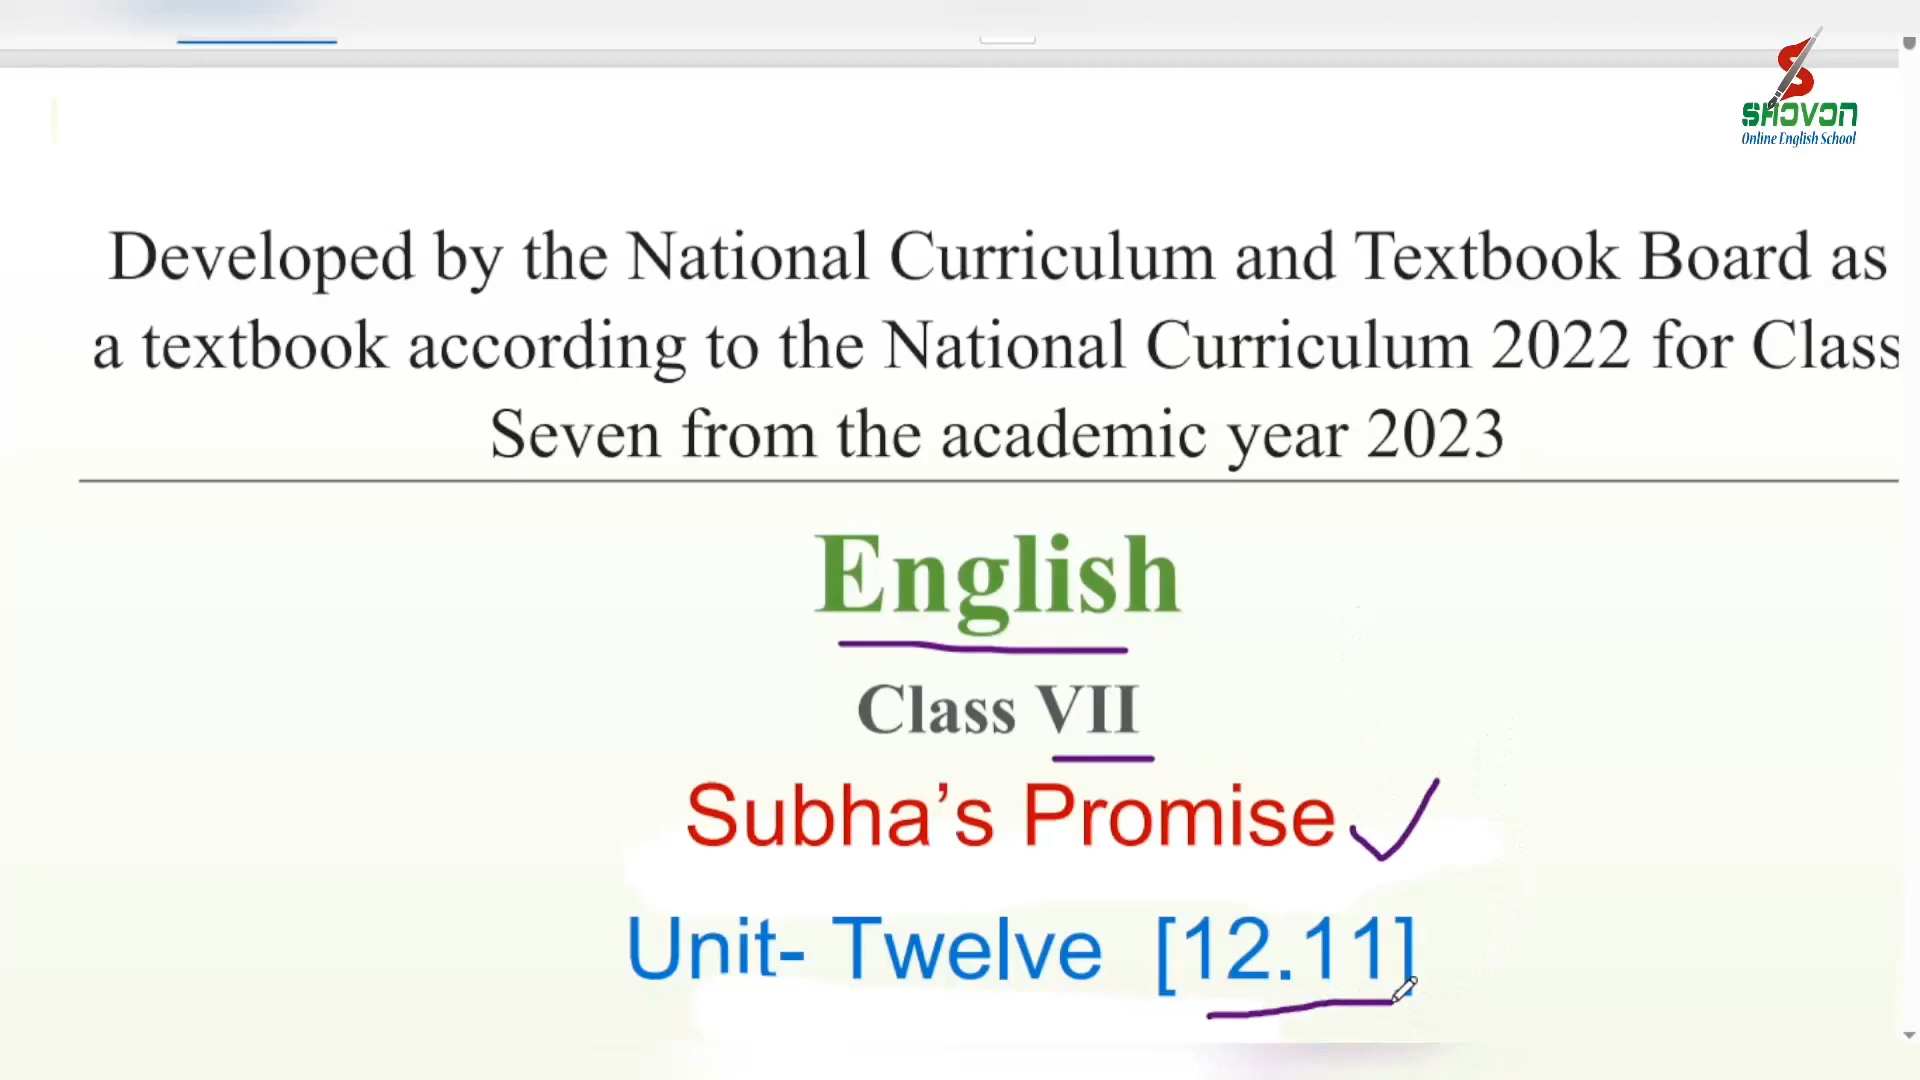 SHOVON
Online English School
Developed by the National Curriculum and Textbook Board as
a textbook according to the National Curriculum 2022 for Class
Seven from the academic year 2023
English
Class VII
Subha’s Promise
Unit- Twelve [12.11]